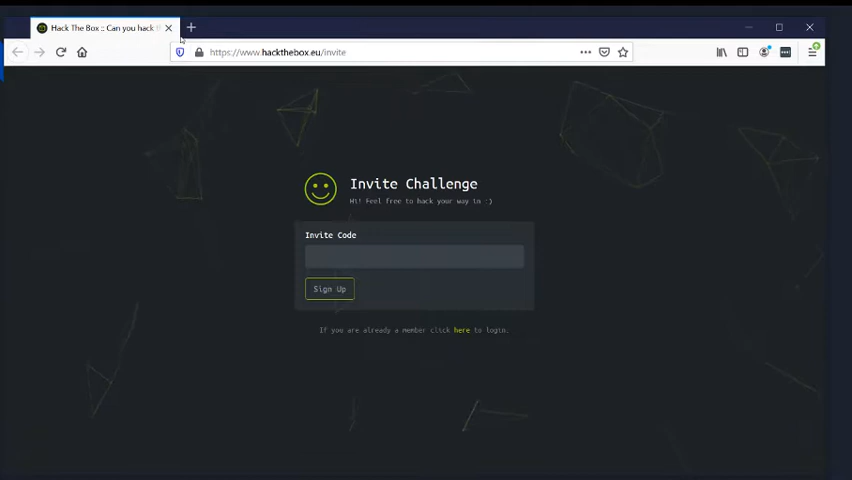 Hack The Box :: Can you hack t
https://www.hackthebox.eu/invite
Invite Challenge
Hi! Feel free to hack your way in :)
Invite Code
Sign Up
If you are already a member click here to login.